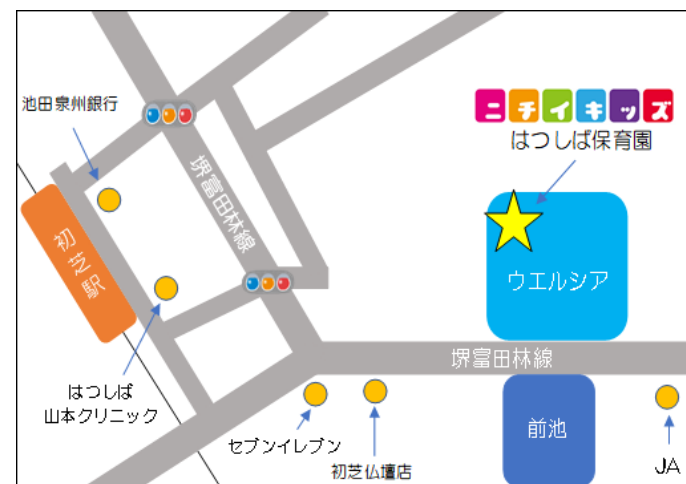 池田泉州銀行
ニチイキッズ
はつしば保育園
堺富田林線
初芝駅
ウエルシア
堺富田林線
はつしば
山本クリニック
セブンイレブン
初芝仏壇店
前池
JA